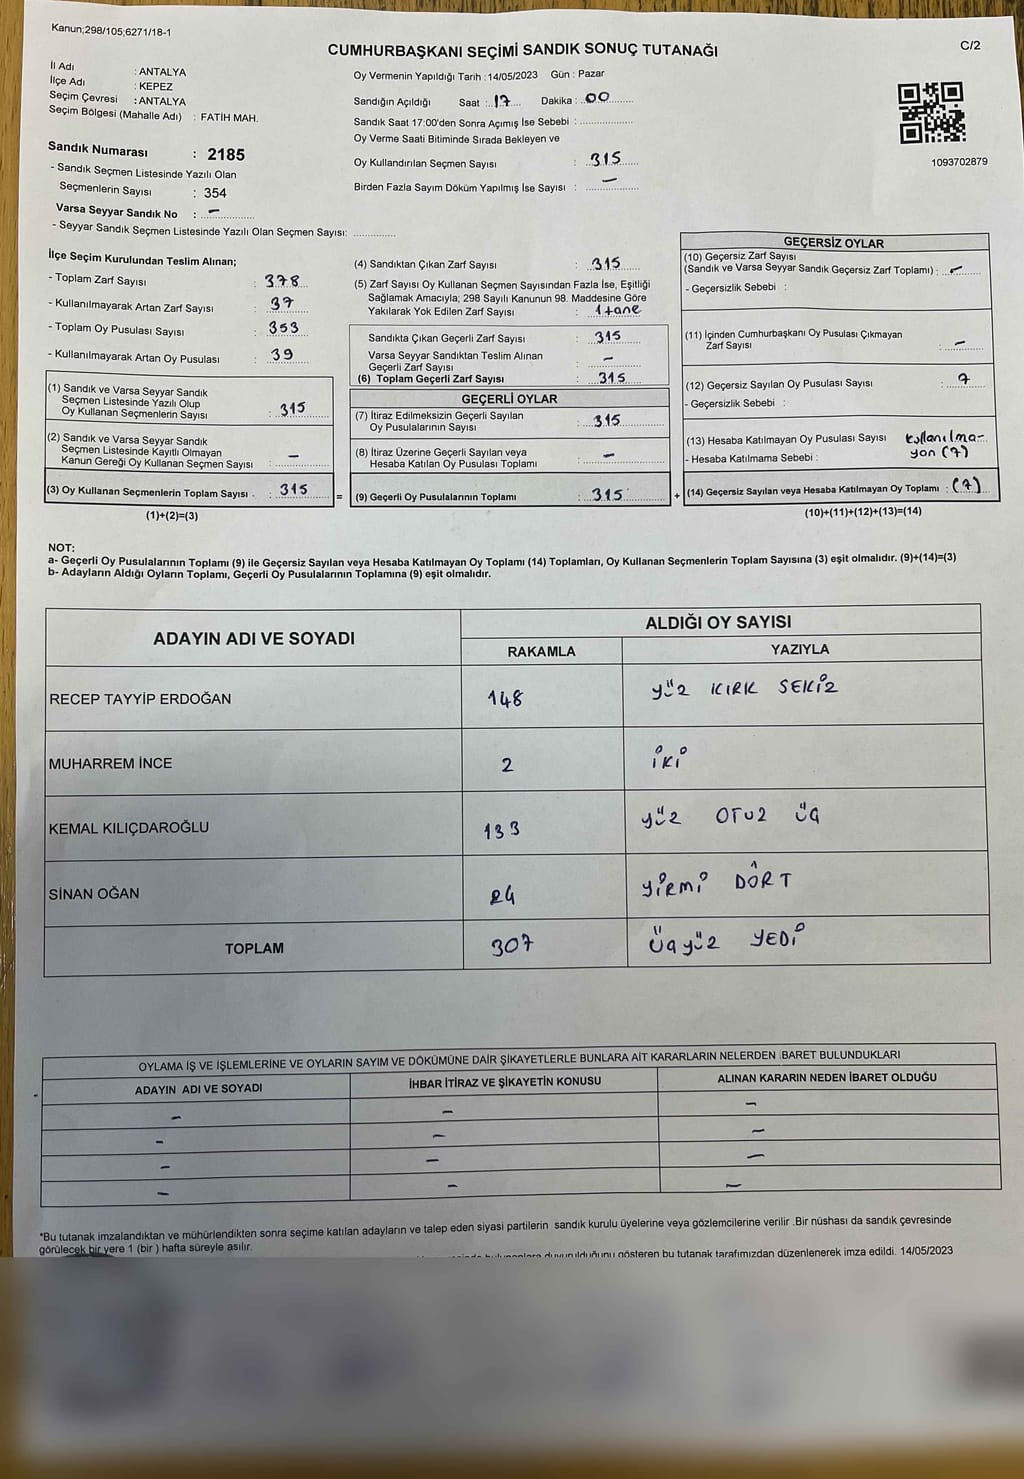 Kanun;298/105;6271/18-1
CUMHURBAŞKANI SEÇİMİ SANDIK SONUÇ TUTANAĞI
C/2
İl Adı : ANTALYA
İlçe Adı : KEPEZ
Seçim Çevresi : ANTALYA
Seçim Bölgesi (Mahalle Adı) : FATİH MAH.
Sandık Numarası : 2185
- Sandık Seçmen Listesinde Yazılı Olan
Seçmenlerin Sayısı : 354
Varsa Seyyar Sandık No : –
- Seyyar Sandık Seçmen Listesinde Yazılı Olan Seçmen Sayısı: ..............
Oy Vermenin Yapıldığı Tarih : 14/05/2023 Gün : Pazar
Sandığın Açıldığı Saat : 17 Dakika : 00
Sandık Saat 17:00'den Sonra Açımış İse Sebebi : ..................
Oy Verme Saati Bitiminde Sırada Bekleyen ve
Oy Kullandırılan Seçmen Sayısı : 315
Birden Fazla Sayım Döküm Yapılmış İse Sayısı : –
1093702879
İlçe Seçim Kurulundan Teslim Alınan;
- Toplam Zarf Sayısı : 378
- Kullanılmayarak Artan Zarf Sayısı : 37
- Toplam Oy Pusulası Sayısı : 353
- Kullanılmayarak Artan Oy Pusulası : 39
(1) Sandık ve Varsa Seyyar Sandık
Seçmen Listesinde Yazılı Olup
Oy Kullanan Seçmenlerin Sayısı : 315
(2) Sandık ve Varsa Seyyar Sandık
Seçmen Listesinde Kayıtlı Olmayan
Kanun Gereği Oy Kullanan Seçmen Sayısı : –
(3) Oy Kullanan Seçmenlerin Toplam Sayısı : 315
(1)+(2)=(3)
(4) Sandıktan Çıkan Zarf Sayısı : 315
(5) Zarf Sayısı Oy Kullanan Seçmen Sayısından Fazla İse, Eşitliği
Sağlamak Amacıyla; 298 Sayılı Kanunun 98. Maddesine Göre
Yakılarak Yok Edilen Zarf Sayısı : 1 tane
Sandıkta Çıkan Geçerli Zarf Sayısı : 315
Varsa Seyyar Sandıktan Teslim Alınan
Geçerli Zarf Sayısı : –
(6) Toplam Geçerli Zarf Sayısı : 315
GEÇERLİ OYLAR
(7) İtiraz Edilmeksizin Geçerli Sayılan
Oy Pusulalarının Sayısı : 315
(8) İtiraz Üzerine Geçerli Sayılan veya
Hesaba Katılan Oy Pusulası Toplamı : –
= (9) Geçerli Oy Pusulalarının Toplamı : 315
GEÇERSİZ OYLAR
(10) Geçersiz Zarf Sayısı
(Sandık ve Varsa Seyyar Sandık Geçersiz Zarf Toplamı) : –
- Geçersizlik Sebebi :
(11) İçinden Cumhurbaşkanı Oy Pusulası Çıkmayan
Zarf Sayısı : –
(12) Geçersiz Sayılan Oy Pusulası Sayısı : 7
- Geçersizlik Sebebi :
(13) Hesaba Katılmayan Oy Pusulası Sayısı kullanılma-
- Hesaba Katılmama Sebebi : yan (7)
+ (14) Geçersiz Sayılan veya Hesaba Katılmayan Oy Toplamı : (7)
(10)+(11)+(12)+(13)=(14)
NOT:
a- Geçerli Oy Pusulalarının Toplamı (9) ile Geçersiz Sayılan veya Hesaba Katılmayan Oy Toplamı (14) Toplamları, Oy Kullanan Seçmenlerin Toplam Sayısına (3) eşit olmalıdır. (9)+(14)=(3)
b- Adayların Aldığı Oyların Toplamı, Geçerli Oy Pusulalarının Toplamına (9) eşit olmalıdır.
ADAYIN ADI VE SOYADI
ALDIĞI OY SAYISI
RAKAMLA YAZIYLA
RECEP TAYYİP ERDOĞAN 148 YÜZ KIRK SEKİZ
MUHARREM İNCE 2 İKİ
KEMAL KILIÇDAROĞLU 133 YÜZ OTUZ ÜÇ
SİNAN OĞAN 24 YİRMİ DÖRT
TOPLAM 307 ÜÇYÜZ YEDİ
OYLAMA İŞ VE İŞLEMLERİNE VE OYLARIN SAYIM VE DÖKÜMÜNE DAİR ŞİKAYETLERLE BUNLARA AİT KARARLARIN NELERDEN İBARET BULUNDUKLARI
ADAYIN ADI VE SOYADI İHBAR İTİRAZ VE ŞİKAYETİN KONUSU ALINAN KARARIN NEDEN İBARET OLDUĞU
– – –
– – –
– – –
– – –
*Bu tutanak imzalandıktan ve mühürlendikten sonra seçime katılan adayların ve talep eden siyasi partilerin sandık kurulu üyelerine veya gözlemcilerine verilir .Bir nüshası da sandık çevresinde
görülecek bir yere 1 (bir ) hafta süreyle asılır.
duyurulduğunu gösteren bu tutanak tarafımızdan düzenlenerek imza edildi. 14/05/2023